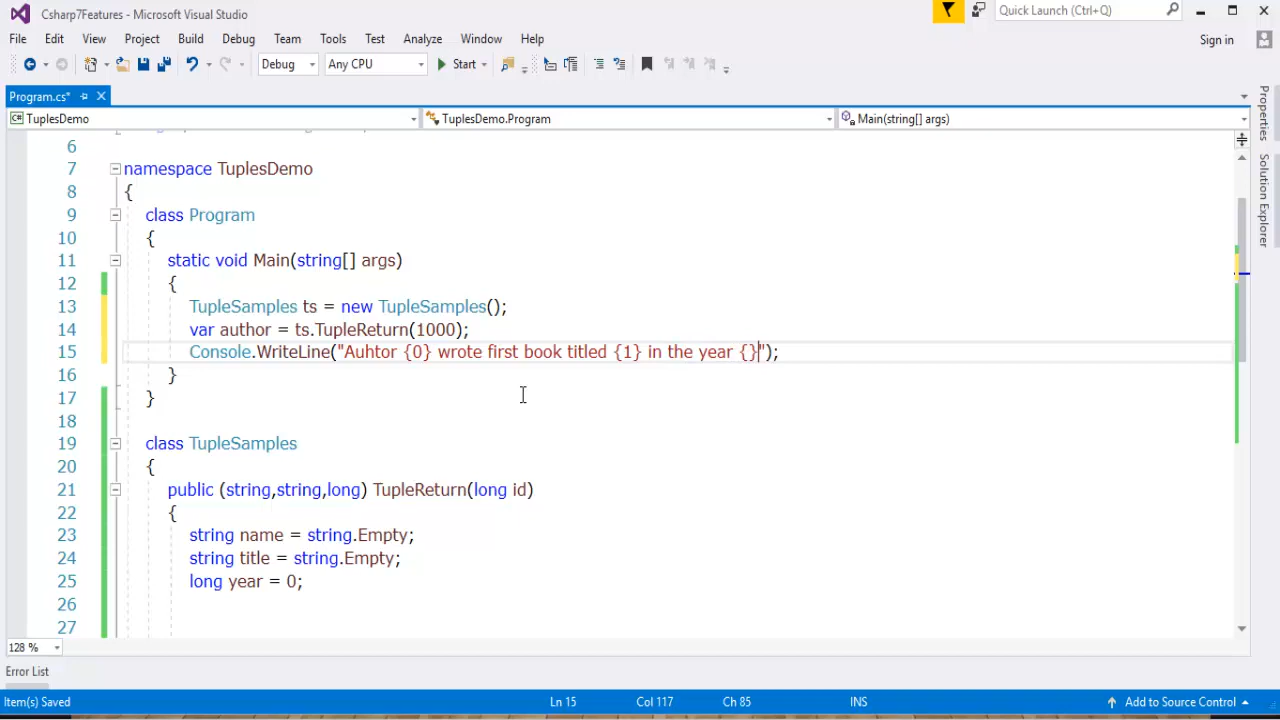 Csharp7Features - Microsoft Visual Studio
Quick Launch (Ctrl+Q)
File Edit View Project Build Debug Team Tools Test Analyze Window Help
Sign in
Debug Any CPU Start
Program.cs*
TuplesDemo TuplesDemo.Program Main(string[] args)
Properties
Solution Explorer
6
7 namespace TuplesDemo
8 {
9 class Program
10 {
11 static void Main(string[] args)
12 {
13 TupleSamples ts = new TupleSamples();
14 var author = ts.TupleReturn(1000);
15 Console.WriteLine("Auhtor {0} wrote first book titled {1} in the year {}");
16 }
17 }
18
19 class TupleSamples
20 {
21 public (string,string,long) TupleReturn(long id)
22 {
23 string name = string.Empty;
24 string title = string.Empty;
25 long year = 0;
26
27
128 %
Error List
Item(s) Saved Ln 15 Col 117 Ch 85 INS Add to Source Control